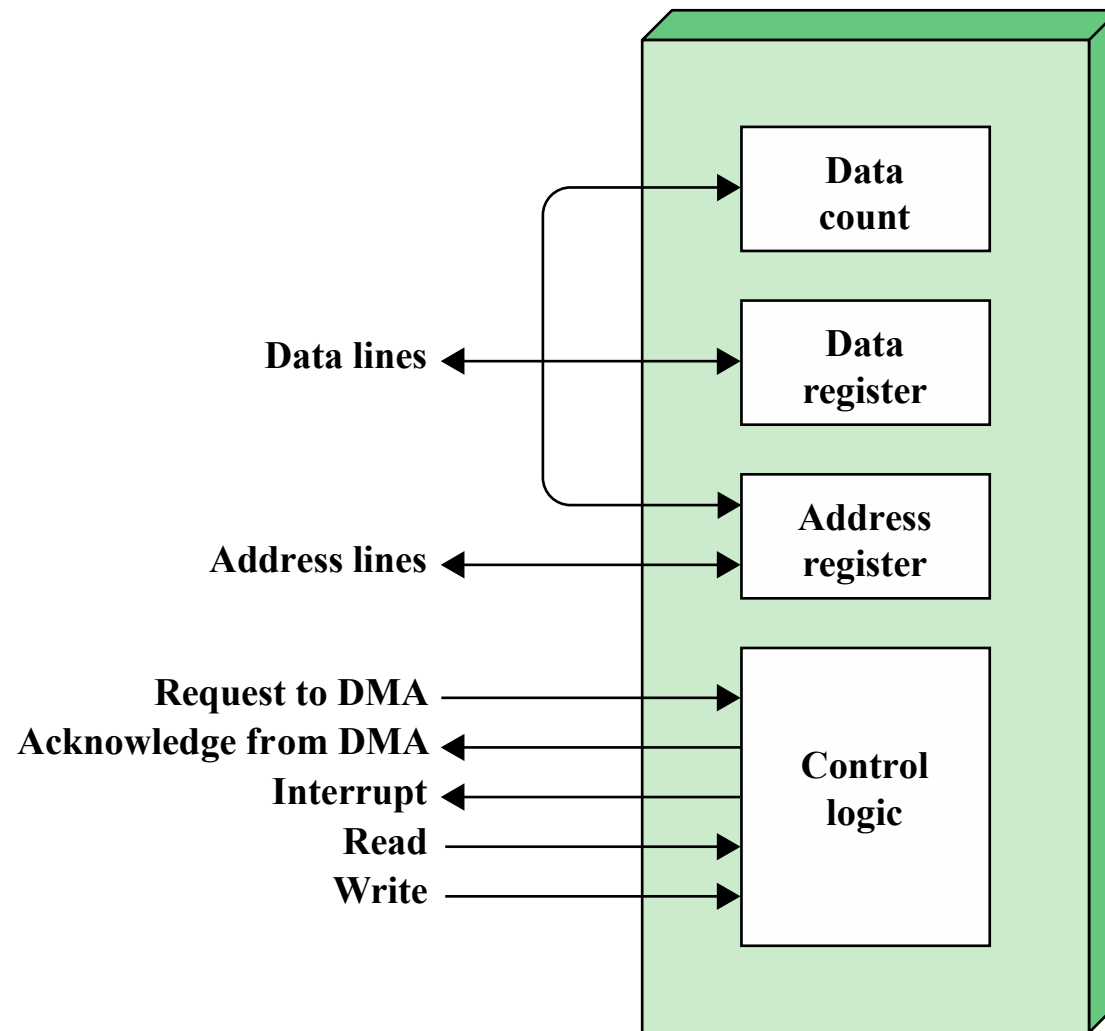 Data
count
Data lines
Data
register
Address
register
Address lines
Request to DMA
Acknowledge from DMA
Interrupt
Read
Write
Control
logic